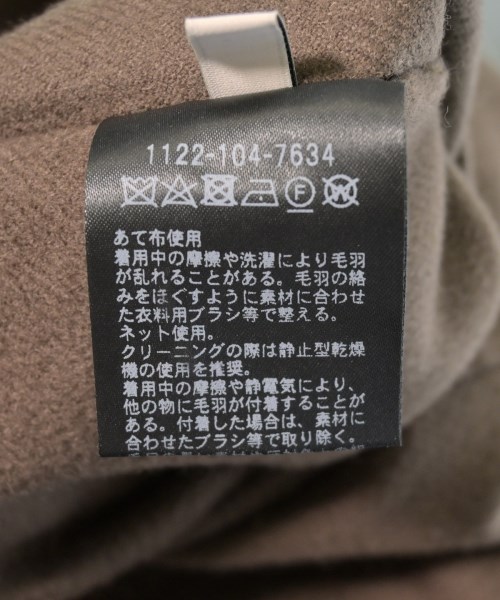 1122-104-7634
F W
あて布使用
着用中の摩擦や洗濯により毛羽
が乱れることがある。毛羽の絡
みをほぐすように素材に合わせ
た衣料用ブラシ等で整える。
ネット使用。
クリーニングの際は静止型乾燥
機の使用を推奨。
着用中の摩擦や静電気により、
他の物に毛羽が付着することが
ある。付着した場合は、素材に
合わせたブラシ等で取り除く。